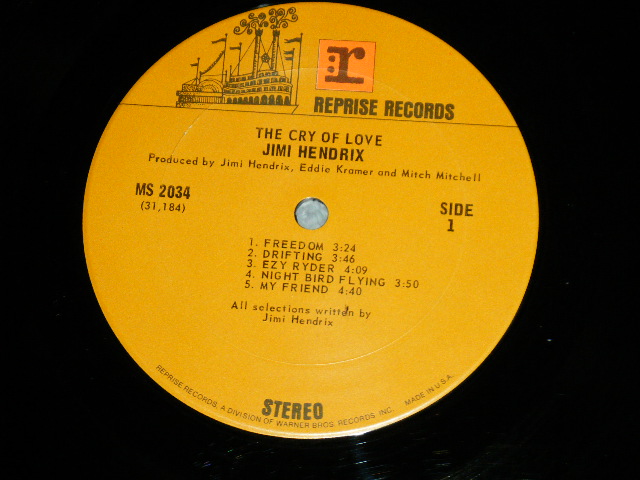 :r
REPRISE RECORDS
THE CRY OF LOVE
JIMI HENDRIX
Produced by Jimi Hendrix, Eddie Kramer and Mitch Mitchell
MS 2034
(31,184)
SIDE
1
1. FREEDOM 3:24
2. DRIFTING 3:46
3. EZY RYDER 4:09
4. NIGHT BIRD FLYING 3:50
5. MY FRIEND 4:40
All selections written by
Jimi Hendrix
STEREO
REPRISE RECORDS, A DIVISION OF WARNER BROS. RECORDS, INC. MADE IN U.S.A.